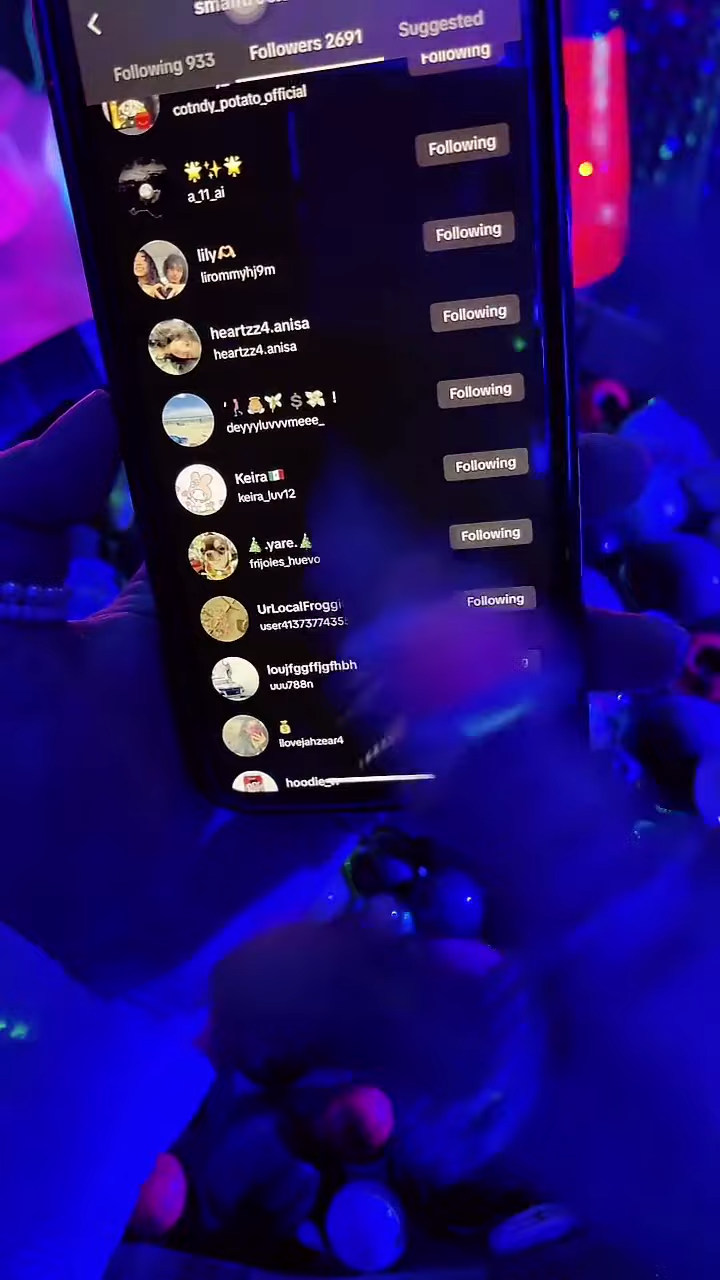 Following 933
Followers 2691
Suggested
Following
cotndy_potato_official
🌟✨🌟
a_11_ai
Following
lily🫶
lirommyhj9m
Following
heartzz4.anisa
heartzz4.anisa
Following
deyyyluvvvmeee_
Following
Keira🇲🇽
keira_luv12
Following
🎄.yare.🎄
frijoles_huevo
Following
UrLocalFroggi
Following
loujfggffjgfhbh
uuu788n
💰
ilovejahzear4